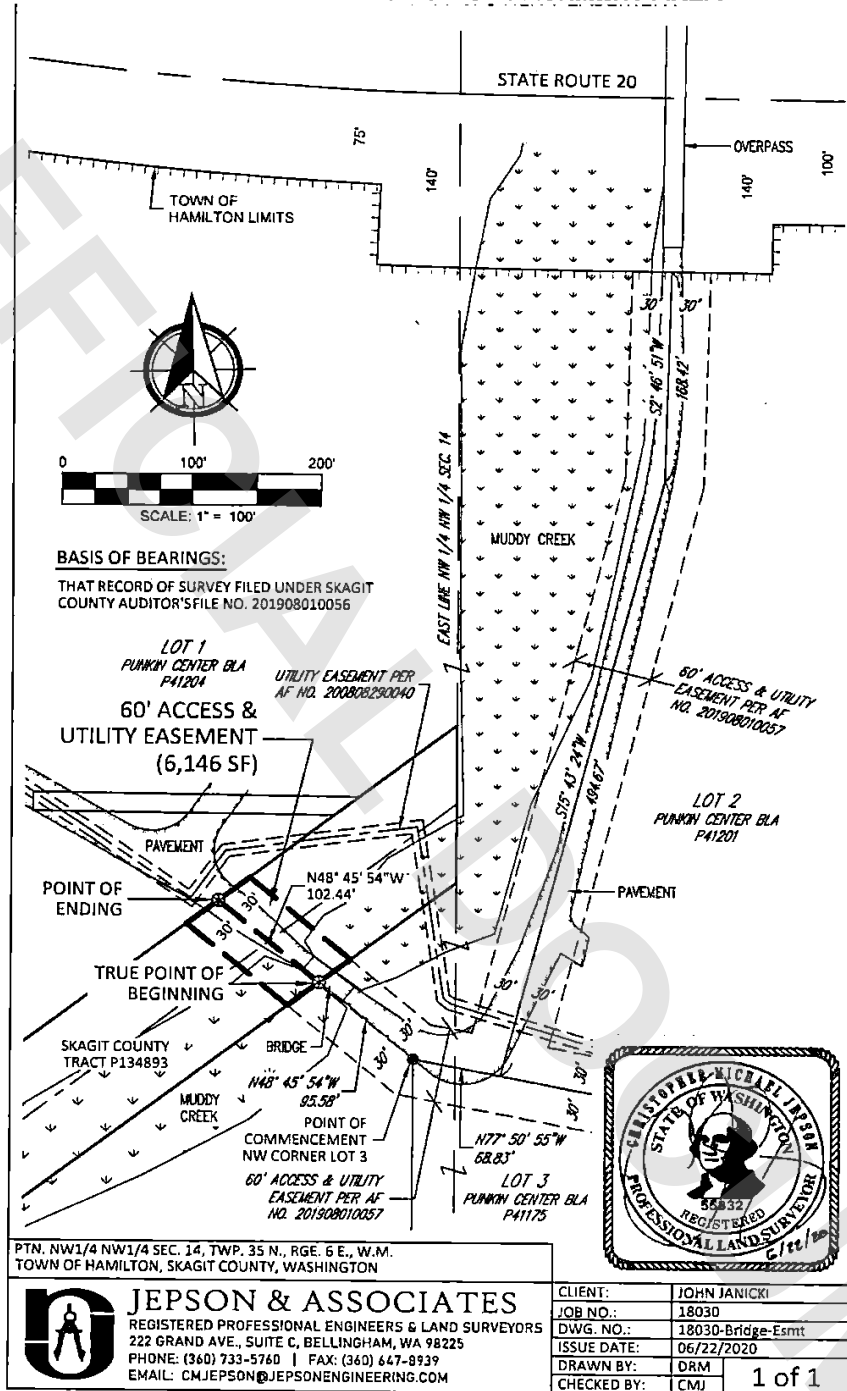 STATE ROUTE 20
OVERPASS
75'
140'
140'
100'
TOWN OF
HAMILTON LIMITS
30'
30'
S2° 46' 51"W
168.42'
N
0 100' 200'
SCALE: 1" = 100'
EAST LINE NW 1/4 NW 1/4 SEC. 14
MUDDY CREEK
BASIS OF BEARINGS:
THAT RECORD OF SURVEY FILED UNDER SKAGIT
COUNTY AUDITOR'S FILE NO. 201908010056
LOT 1
PUNKIN CENTER BLA
P41204
UTILITY EASEMENT PER
AF NO. 200808290040
60' ACCESS &
UTILITY EASEMENT
(6,146 SF)
60' ACCESS & UTILITY
EASEMENT PER AF
NO. 201908010057
S15° 43' 24"W
494.67'
LOT 2
PUNKIN CENTER BLA
P41201
PAVEMENT
PAVEMENT
N48° 45' 54"W
102.44'
POINT OF
ENDING
30'
30'
TRUE POINT OF
BEGINNING
30'
30'
SKAGIT COUNTY
TRACT P134893
BRIDGE
30'
30'
30'
30'
MUDDY
CREEK
N48° 45' 54"W
95.58'
POINT OF
COMMENCEMENT
NW CORNER LOT 3
N77° 50' 55"W
68.83'
60' ACCESS & UTILITY
EASEMENT PER AF
NO. 201908010057
LOT 3
PUNKIN CENTER BLA
P41175
CHRISTOPHER MICHAEL JEPSON
STATE OF WASHINGTON
55832
REGISTERED
PROFESSIONAL LAND SURVEYOR
6/22/20
PTN. NW1/4 NW1/4 SEC. 14, TWP. 35 N., RGE. 6 E., W.M.
TOWN OF HAMILTON, SKAGIT COUNTY, WASHINGTON
JEPSON & ASSOCIATES
REGISTERED PROFESSIONAL ENGINEERS & LAND SURVEYORS
222 GRAND AVE., SUITE C, BELLINGHAM, WA 98225
PHONE: (360) 733-5760 | FAX: (360) 647-8939
EMAIL: CMJEPSON@JEPSONENGINEERING.COM
CLIENT: JOHN JANICKI
JOB NO.: 18030
DWG. NO.: 18030-Bridge-Esmt
ISSUE DATE: 06/22/2020
DRAWN BY: DRM
CHECKED BY: CMJ
1 of 1